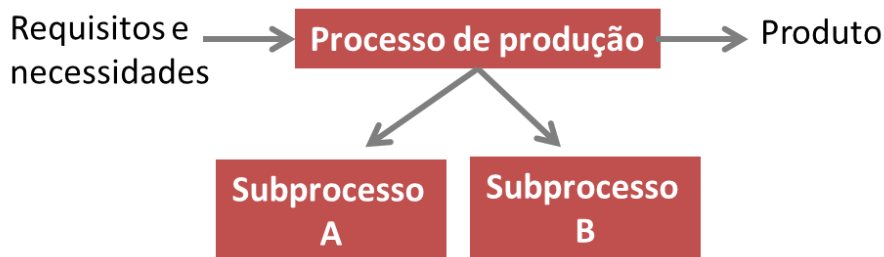 Requisitos e
necessidades
Processo de produção
Produto
Subprocesso
A
Subprocesso
B